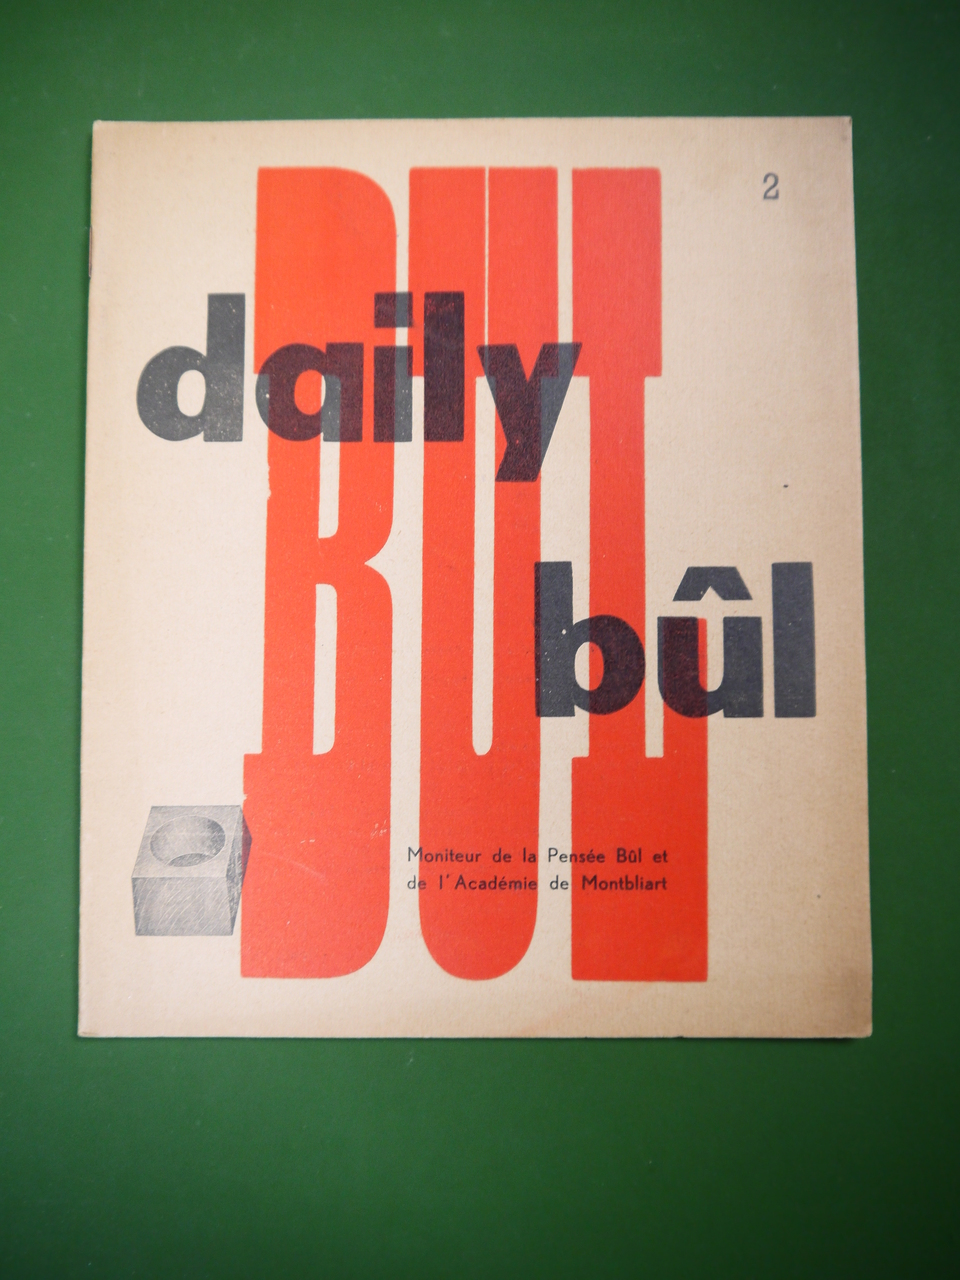 2
BUL
daily
bûl
Moniteur de la Pensée Bûl et
de l'Académie de Montbliart